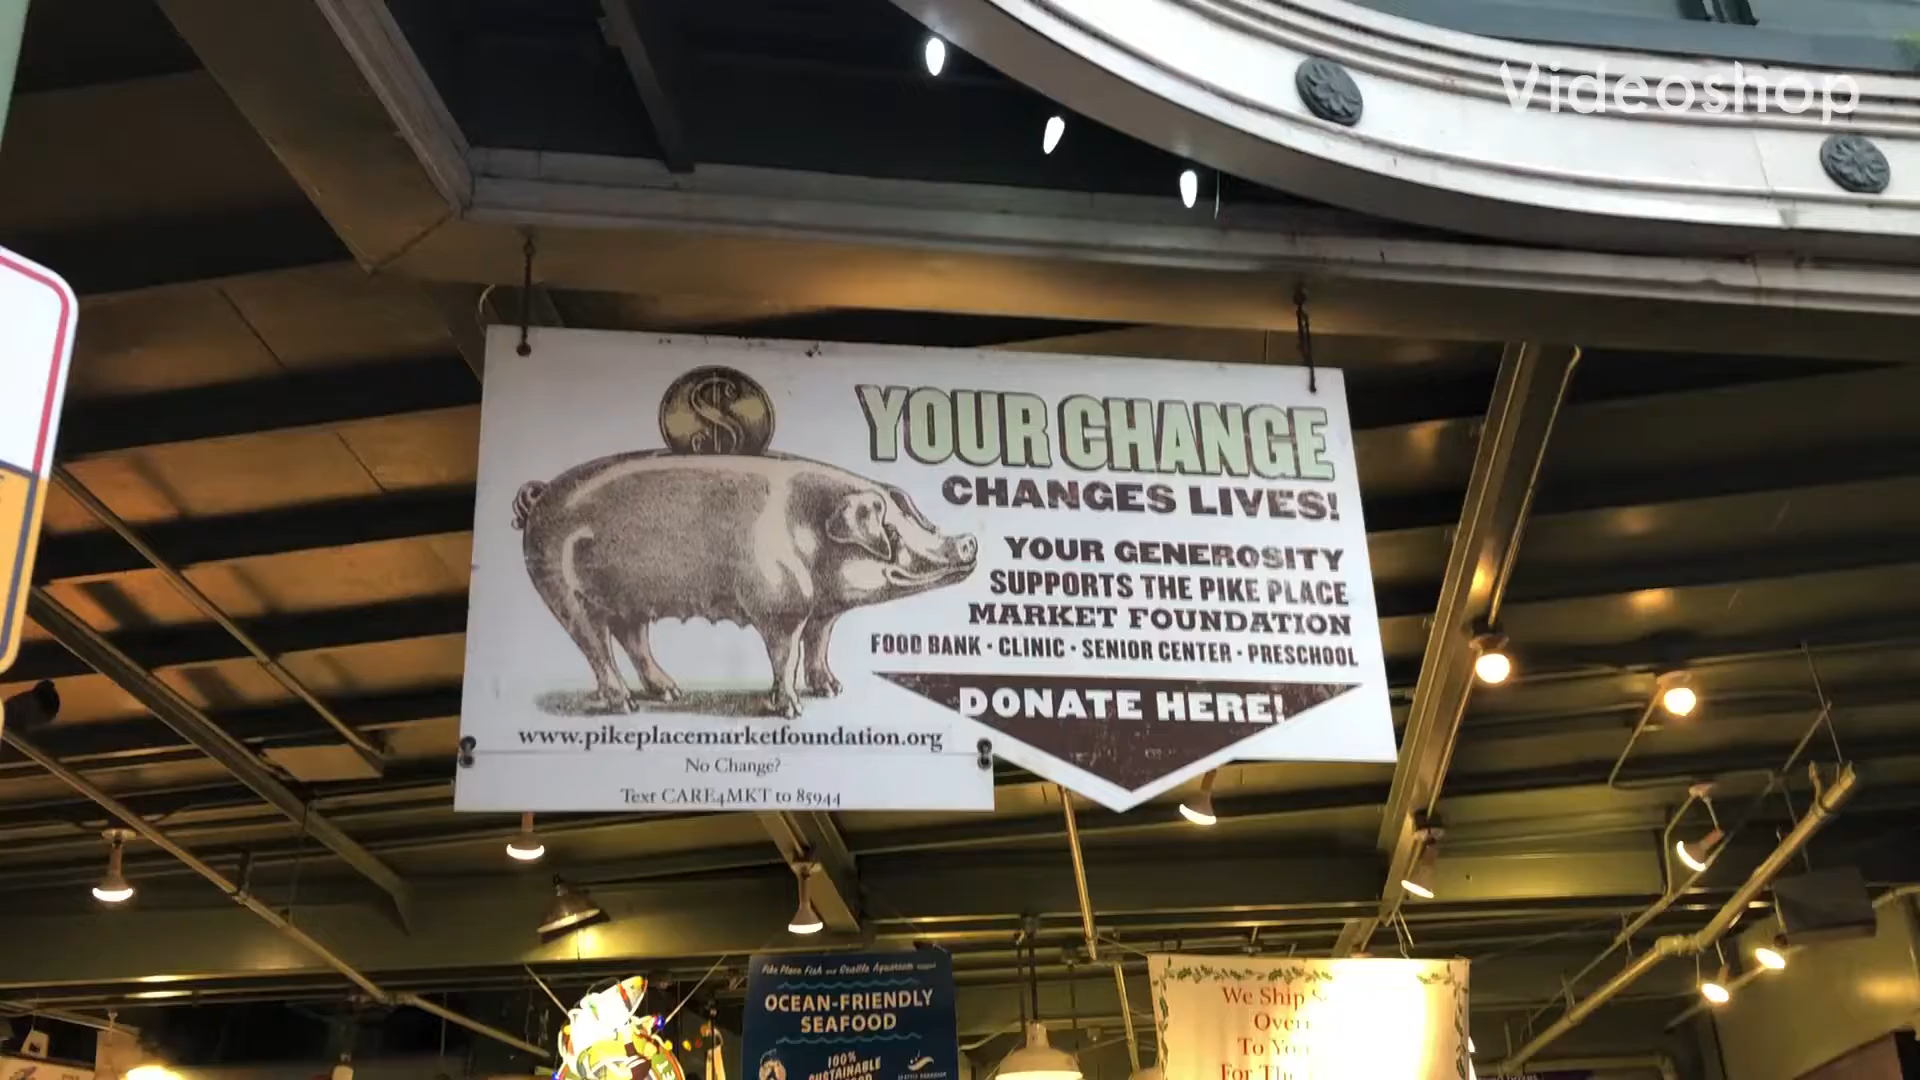 Videoshop
$
YOUR CHANGE
CHANGES LIVES!
YOUR GENEROSITY
SUPPORTS THE PIKE PLACE
MARKET FOUNDATION
FOOD BANK · CLINIC · SENIOR CENTER · PRESCHOOL
DONATE HERE!
www.pikeplacemarketfoundation.org
No Change?
Text CARE4MKT to 85944
Pike Place Fish and Seattle Aquarium
OCEAN-FRIENDLY
SEAFOOD
100%
SUSTAINABLE
We Ship
Over
To Yo
For Th